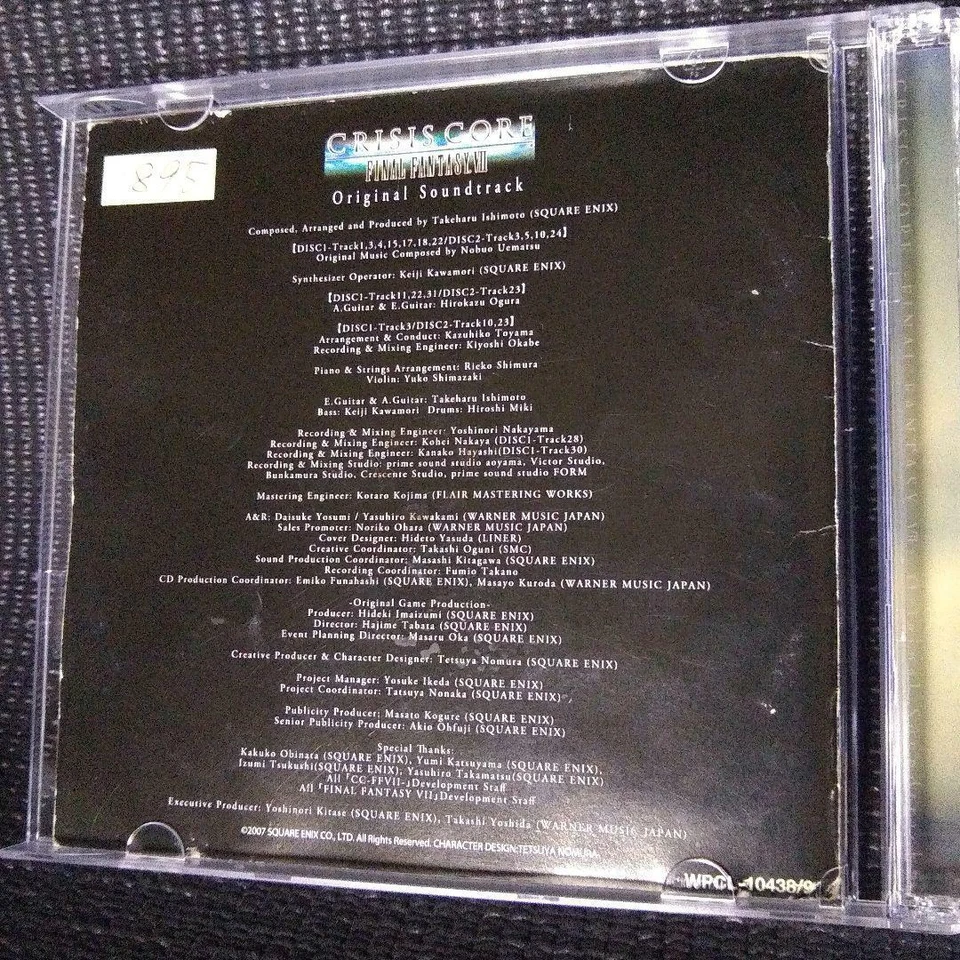 895
CRISIS CORE
FINAL FANTASY VII
Original Soundtrack
Composed, Arranged and Produced by Takeharu Ishimoto (SQUARE ENIX)
【DISC1-Track1,3,4,15,17,18,22/DISC2-Track3,5,10,24】
Original Music Composed by Nobuo Uematsu
Synthesizer Operator: Keiji Kawamori (SQUARE ENIX)
【DISC1-Track11,22,31/DISC2-Track23】
A.Guitar & E.Guitar: Hirokazu Ogura
【DISC1-Track3/DISC2-Track10,23】
Arrangement & Conduct: Kazuhiko Toyama
Recording & Mixing Engineer: Kiyoshi Okabe
Piano & Strings Arrangement: Rieko Shimura
Violin: Yuko Shimazaki
E.Guitar & A.Guitar: Takeharu Ishimoto
Bass: Keiji Kawamori Drums: Hiroshi Miki
Recording & Mixing Engineer: Yoshinori Nakayama
Recording & Mixing Engineer: Kohei Nakaya (DISC1-Track28)
Recording & Mixing Engineer: Kanako Hayashi(DISC1-Track30)
Recording & Mixing Studio: prime sound studio aoyama, Victor Studio,
Bunkamura Studio, Crescente Studio, prime sound studio FORM
Mastering Engineer: Kotaro Kojima (FLAIR MASTERING WORKS)
A&R: Daisuke Yosumi / Yasuhiro Kawakami (WARNER MUSIC JAPAN)
Sales Promoter: Noriko Ohara (WARNER MUSIC JAPAN)
Cover Designer: Hideto Yasuda (LINER)
Creative Coordinator: Takashi Oguni (SMC)
Sound Production Coordinator: Masashi Kitagawa (SQUARE ENIX)
Recording Coordinator: Fumio Takano
CD Production Coordinator: Emiko Funahashi (SQUARE ENIX), Masayo Kuroda (WARNER MUSIC JAPAN)
-Original Game Production-
Producer: Hideki Imaizumi (SQUARE ENIX)
Director: Hajime Tabata (SQUARE ENIX)
Event Planning Director: Masaru Oka (SQUARE ENIX)
Creative Producer & Character Designer: Tetsuya Nomura (SQUARE ENIX)
Project Manager: Yosuke Ikeda (SQUARE ENIX)
Project Coordinator: Tatsuya Nonaka (SQUARE ENIX)
Publicity Producer: Masato Kogure (SQUARE ENIX)
Senior Publicity Producer: Akio Ohfuji (SQUARE ENIX)
Special Thanks:
Kakuko Obinata (SQUARE ENIX), Yumi Katsuyama (SQUARE ENIX),
Izumi Tsukushi(SQUARE ENIX), Yasuhiro Takamatsu(SQUARE ENIX)
All「CC-FFVII-」Development Staff
All「FINAL FANTASY VII」Development Staff
Executive Producer: Yoshinori Kitase (SQUARE ENIX), Takashi Yoshida (WARNER MUSIC JAPAN)
©2007 SQUARE ENIX CO., LTD. All Rights Reserved. CHARACTER DESIGN:TETSUYA NOMURA
WPCL-10438/9